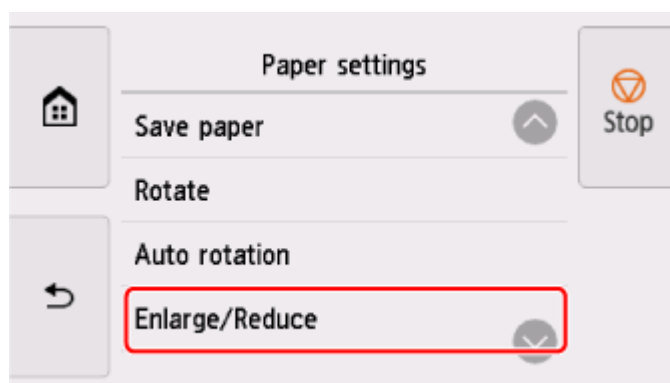 Paper settings
Save paper
Stop
Rotate
Auto rotation
Enlarge/Reduce